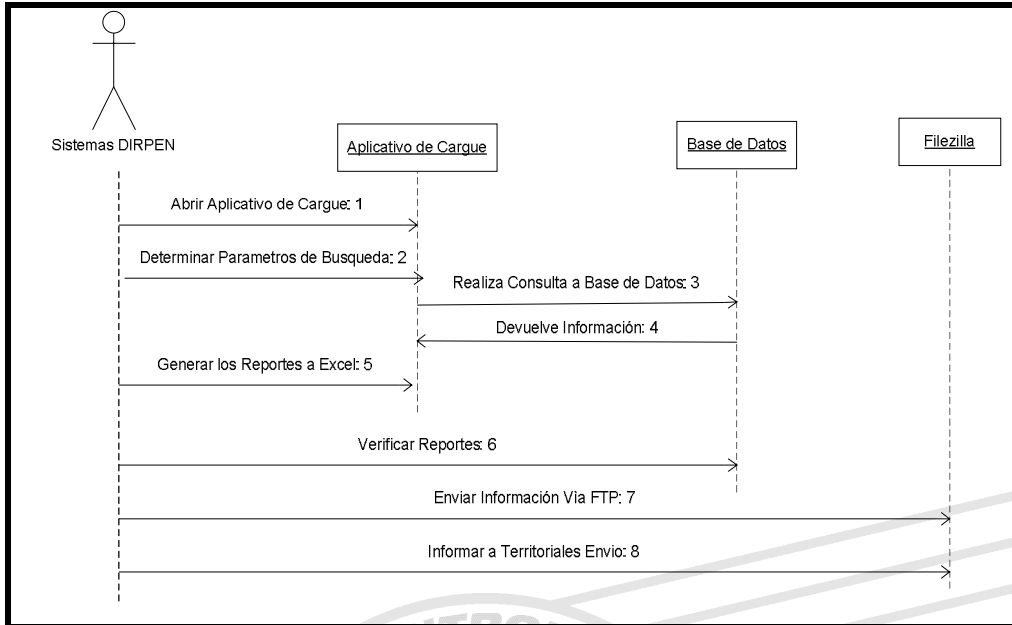 Sistemas DIRPEN
Aplicativo de Cargue
Base de Datos
Filezilla
Abrir Aplicativo de Cargue: 1
Determinar Parametros de Busqueda: 2
Realiza Consulta a Base de Datos: 3
Devuelve Información: 4
Generar los Reportes a Excel: 5
Verificar Reportes: 6
Enviar Información Vìa FTP: 7
Informar a Territoriales Envio: 8